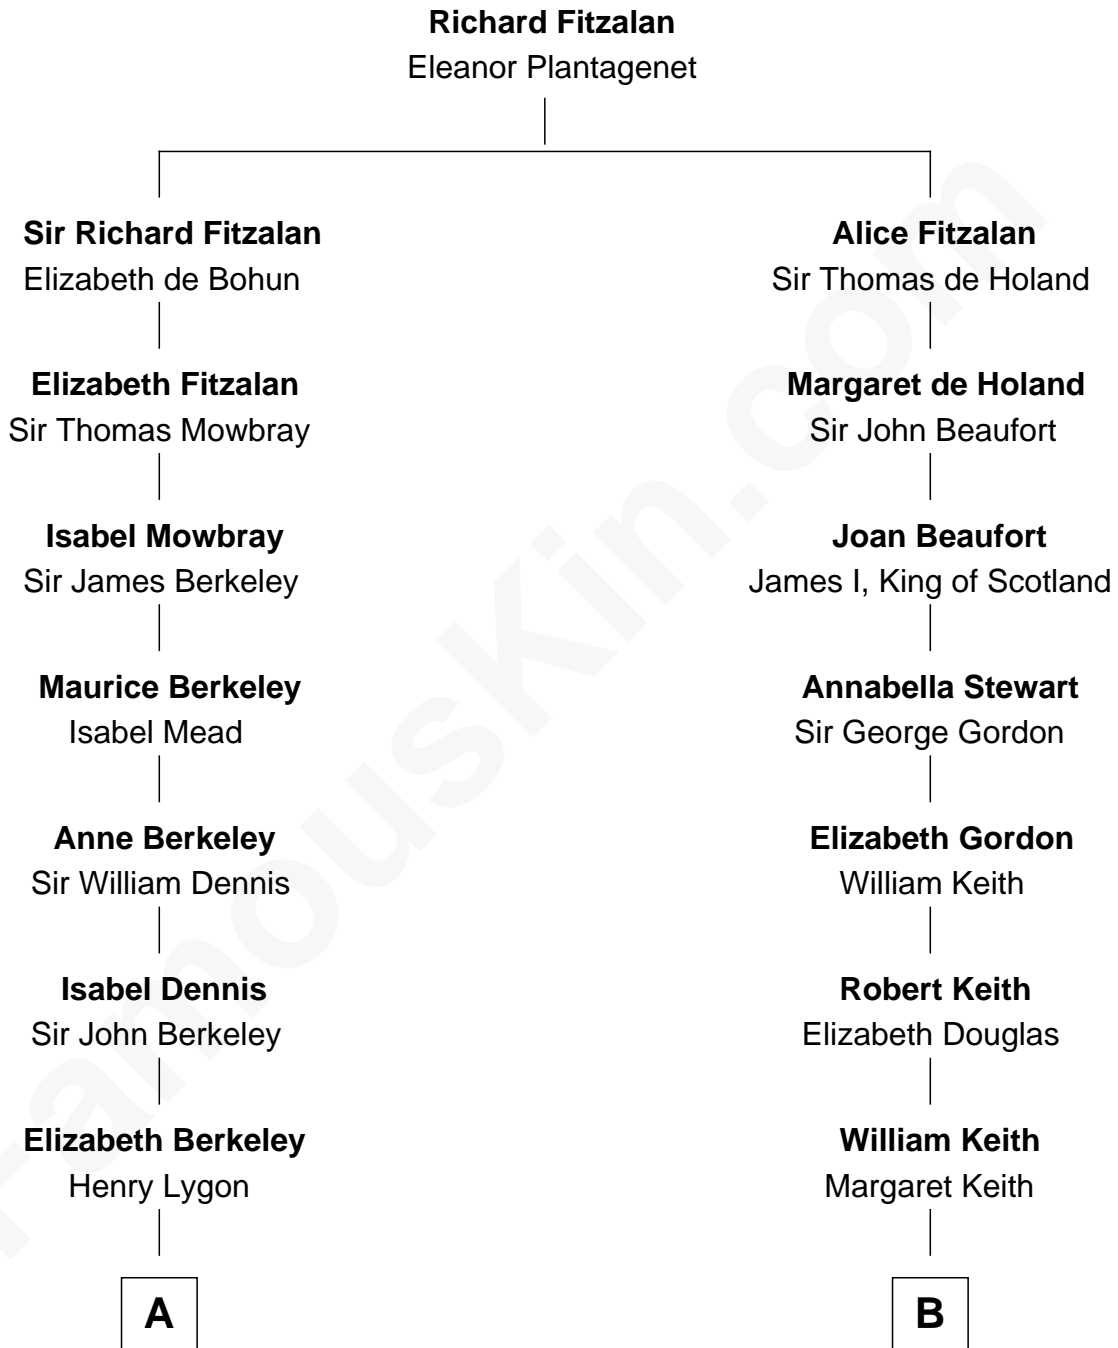 Richard Fitzalan
Eleanor Plantagenet
Sir Richard Fitzalan
Elizabeth de Bohun
Alice Fitzalan
Sir Thomas de Holand
Elizabeth Fitzalan
Sir Thomas Mowbray
Margaret de Holand
Sir John Beaufort
Isabel Mowbray
Sir James Berkeley
Joan Beaufort
James I, King of Scotland
Maurice Berkeley
Isabel Mead
Annabella Stewart
Sir George Gordon
Anne Berkeley
Sir William Dennis
Elizabeth Gordon
William Keith
Isabel Dennis
Sir John Berkeley
Robert Keith
Elizabeth Douglas
Elizabeth Berkeley
Henry Lygon
William Keith
Margaret Keith
A
B
FamousKin.com